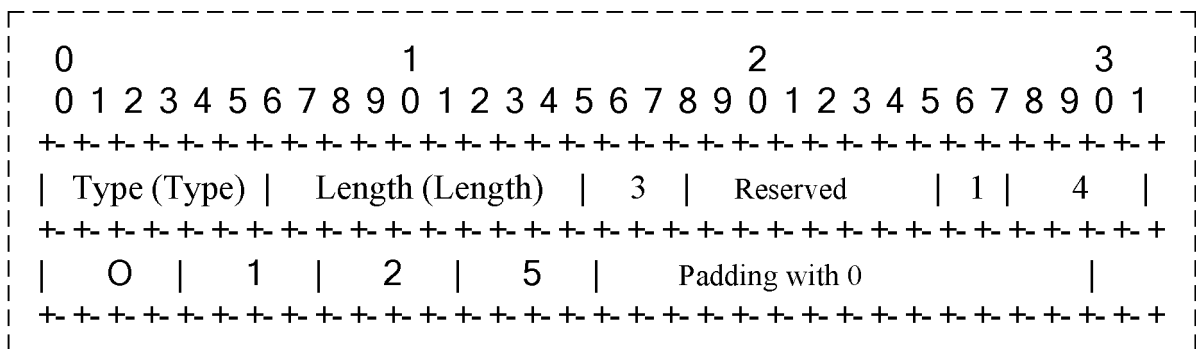 0 1 2 3
0 1 2 3 4 5 6 7 8 9 0 1 2 3 4 5 6 7 8 9 0 1 2 3 4 5 6 7 8 9 0 1
+- +- +- +- +- +- +- +- +- +- +- +- +- +- +- +- +- +- +- +- +- +- +- +- +- +- +- +- +- +- +- +- +
| Type (Type) | Length (Length) | 3 | Reserved | 1 | 4 |
+- +- +- +- +- +- +- +- +- +- +- +- +- +- +- +- +- +- +- +- +- +- +- +- +- +- +- +- +- +- +- +- +
| O | 1 | 2 | 5 | Padding with 0 |
+- +- +- +- +- +- +- +- +- +- +- +- +- +- +- +- +- +- +- +- +- +- +- +- +- +- +- +- +- +- +- +- +